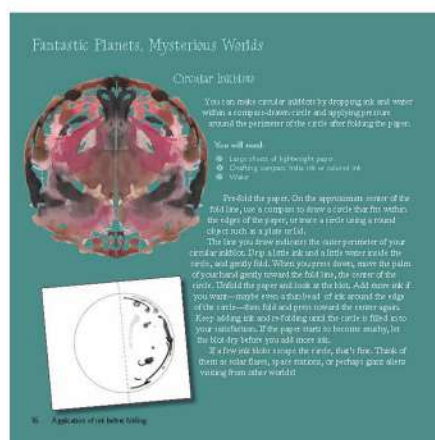 Fantastic Planets, Mysterious Worlds
Circular Inkblots
You can make circular inkblots by dropping ink and water
within a compass-drawn circle and applying pressure
around the perimeter of the circle after folding the paper.
You will need:
Large sheets of lightweight paper
Drafting compass India ink or colored ink
Water
Pre-fold the paper. On the approximate center of the
fold line, use a compass to draw a circle that fits within
the edges of the paper, or trace a circle using a round
object such as a plate or lid.
The line you draw indicates the outer perimeter of your
circular inkblot. Drip a little ink and a little water inside the
circle, and gently fold. When you press down, move the palm
of your hand gently toward the fold line, the center of the
circle. Unfold the paper and look at the blot. Add more ink if
you want—maybe even a thin bead of ink around the edge
of the circle—then fold and press toward the center again.
Keep adding ink and re-folding until the circle is filled in to
your satisfaction. If the paper starts to become mushy, let
the blot dry before you add more ink.
If a few ink blobs escape the circle, that's fine. Think of
them as solar flares, space stations, or perhaps giant aliens
visiting from other worlds!
Application of ink before folding